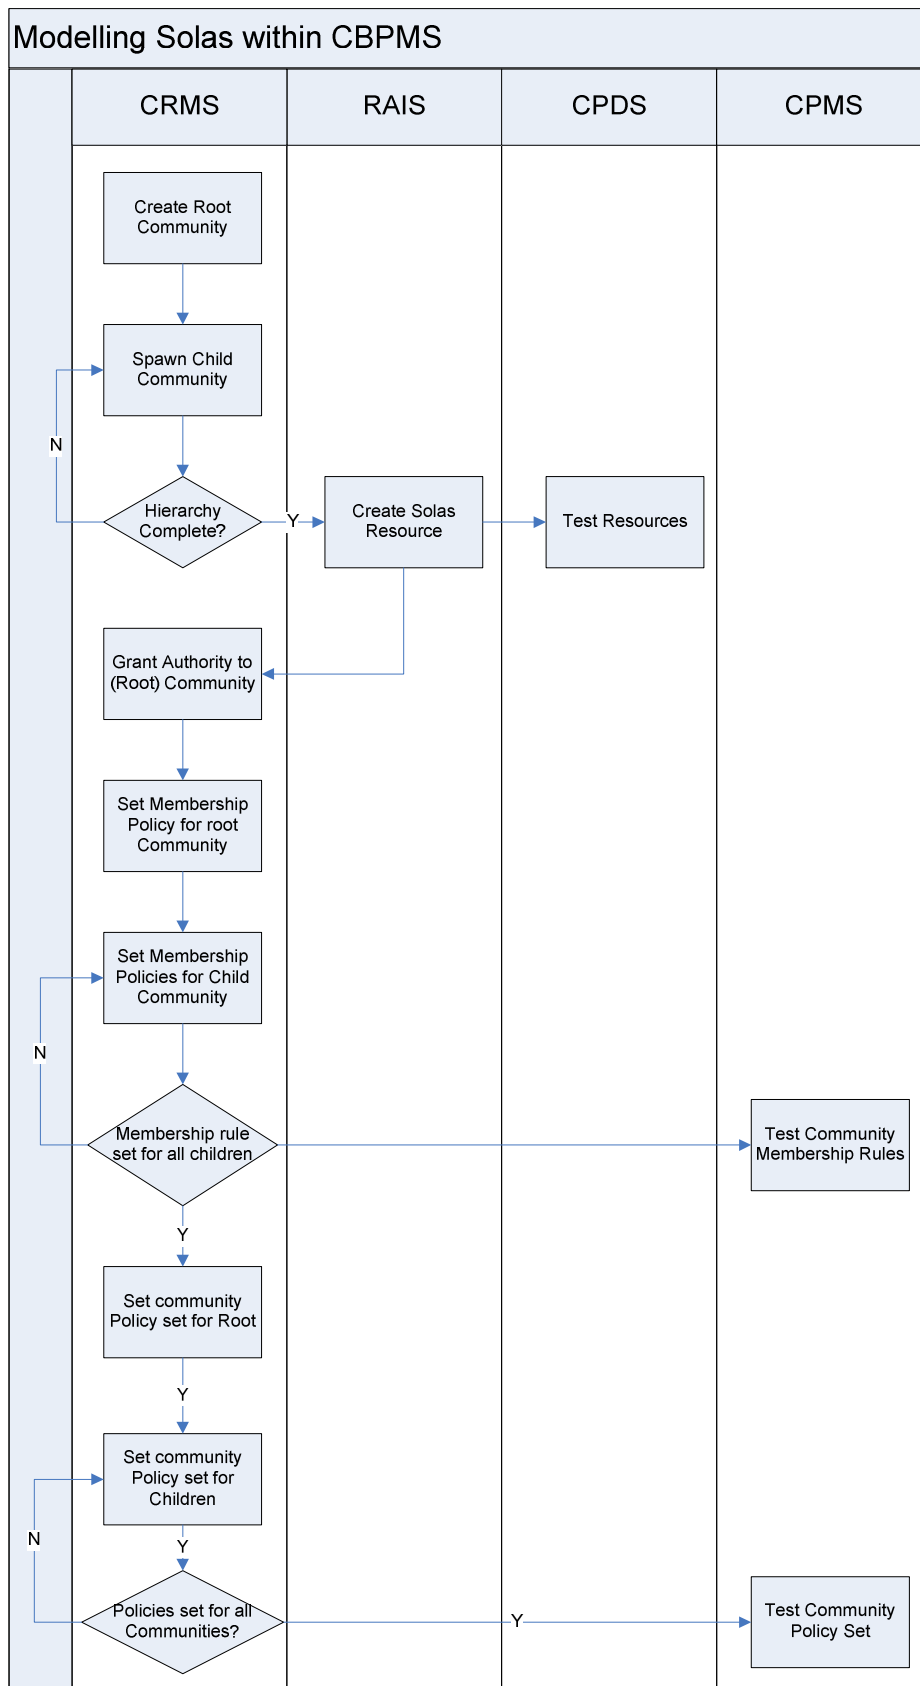 Modelling Solas within CBPMS
CRMS
RAIS
CPDS
CPMS
Create Root
Community
Spawn Child
Community
N
Hierarchy
Complete?
Y
Create Solas
Resource
Test Resources
Grant Authority to
(Root) Community
Set Membership
Policy for root
Community
Set Membership
Policies for Child
Community
N
Membership rule
set for all children
Test Community
Membership Rules
Y
Set community
Policy set for Root
Y
Set community
Policy set for
Children
N
Y
Policies set for all
Communities?
Y
Test Community
Policy Set